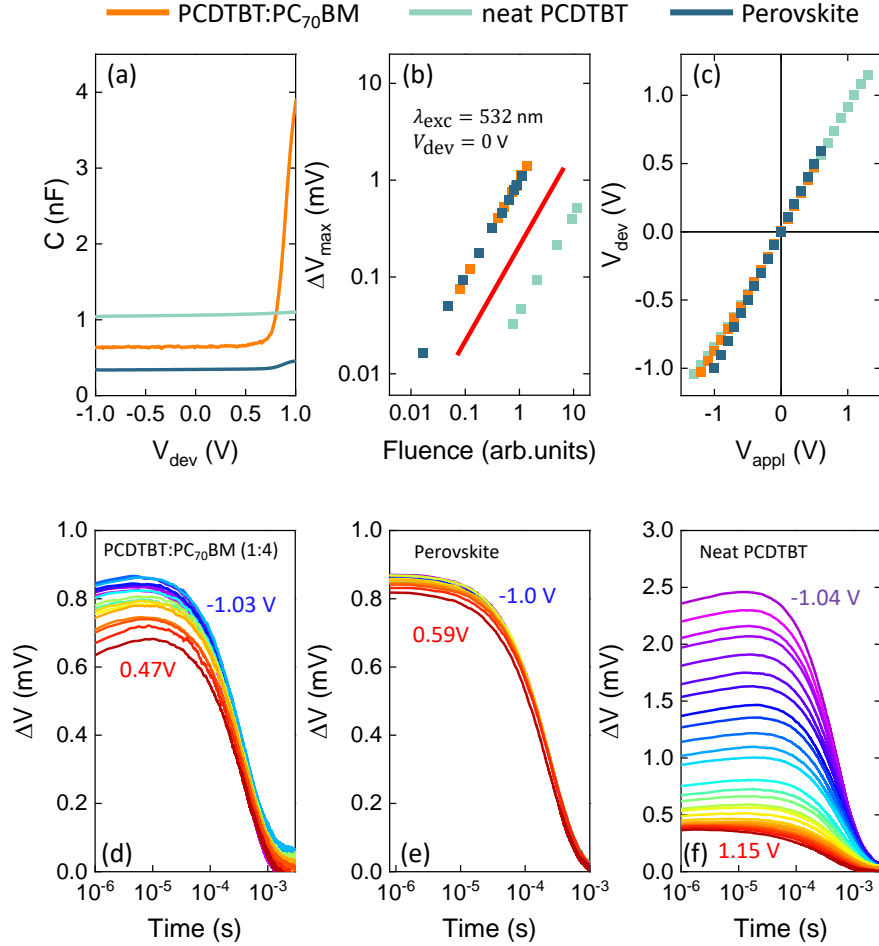 PCDTBT:PC₇₀BM neat PCDTBT Perovskite
(a)
4
3
2
1
0
C (nF)
-1.0 -0.5 0.0 0.5 1.0
V_dev (V)
(b)
λ_exc = 532 nm
V_dev = 0 V
10
1
0.1
0.01
ΔV_max (mV)
0.01 0.1 1 10
Fluence (arb.units)
(c)
1.0
0.5
0.0
-0.5
-1.0
V_dev (V)
-1 0 1
V_appl (V)
PCDTBT:PC₇₀BM (1:4)
-1.03 V
0.47V
1.0
0.8
0.6
0.4
0.2
0.0
ΔV (mV)
(d)
10⁻⁶ 10⁻⁵ 10⁻⁴ 10⁻³
Time (s)
Perovskite
-1.0 V
0.59V
1.0
0.8
0.6
0.4
0.2
0.0
ΔV (mV)
(e)
10⁻⁶ 10⁻⁵ 10⁻⁴ 10⁻³
Time (s)
Neat PCDTBT
-1.04 V
1.15 V
3.0
2.5
2.0
1.5
1.0
0.5
0.0
ΔV (mV)
(f)
10⁻⁶ 10⁻⁵ 10⁻⁴ 10⁻³
Time (s)